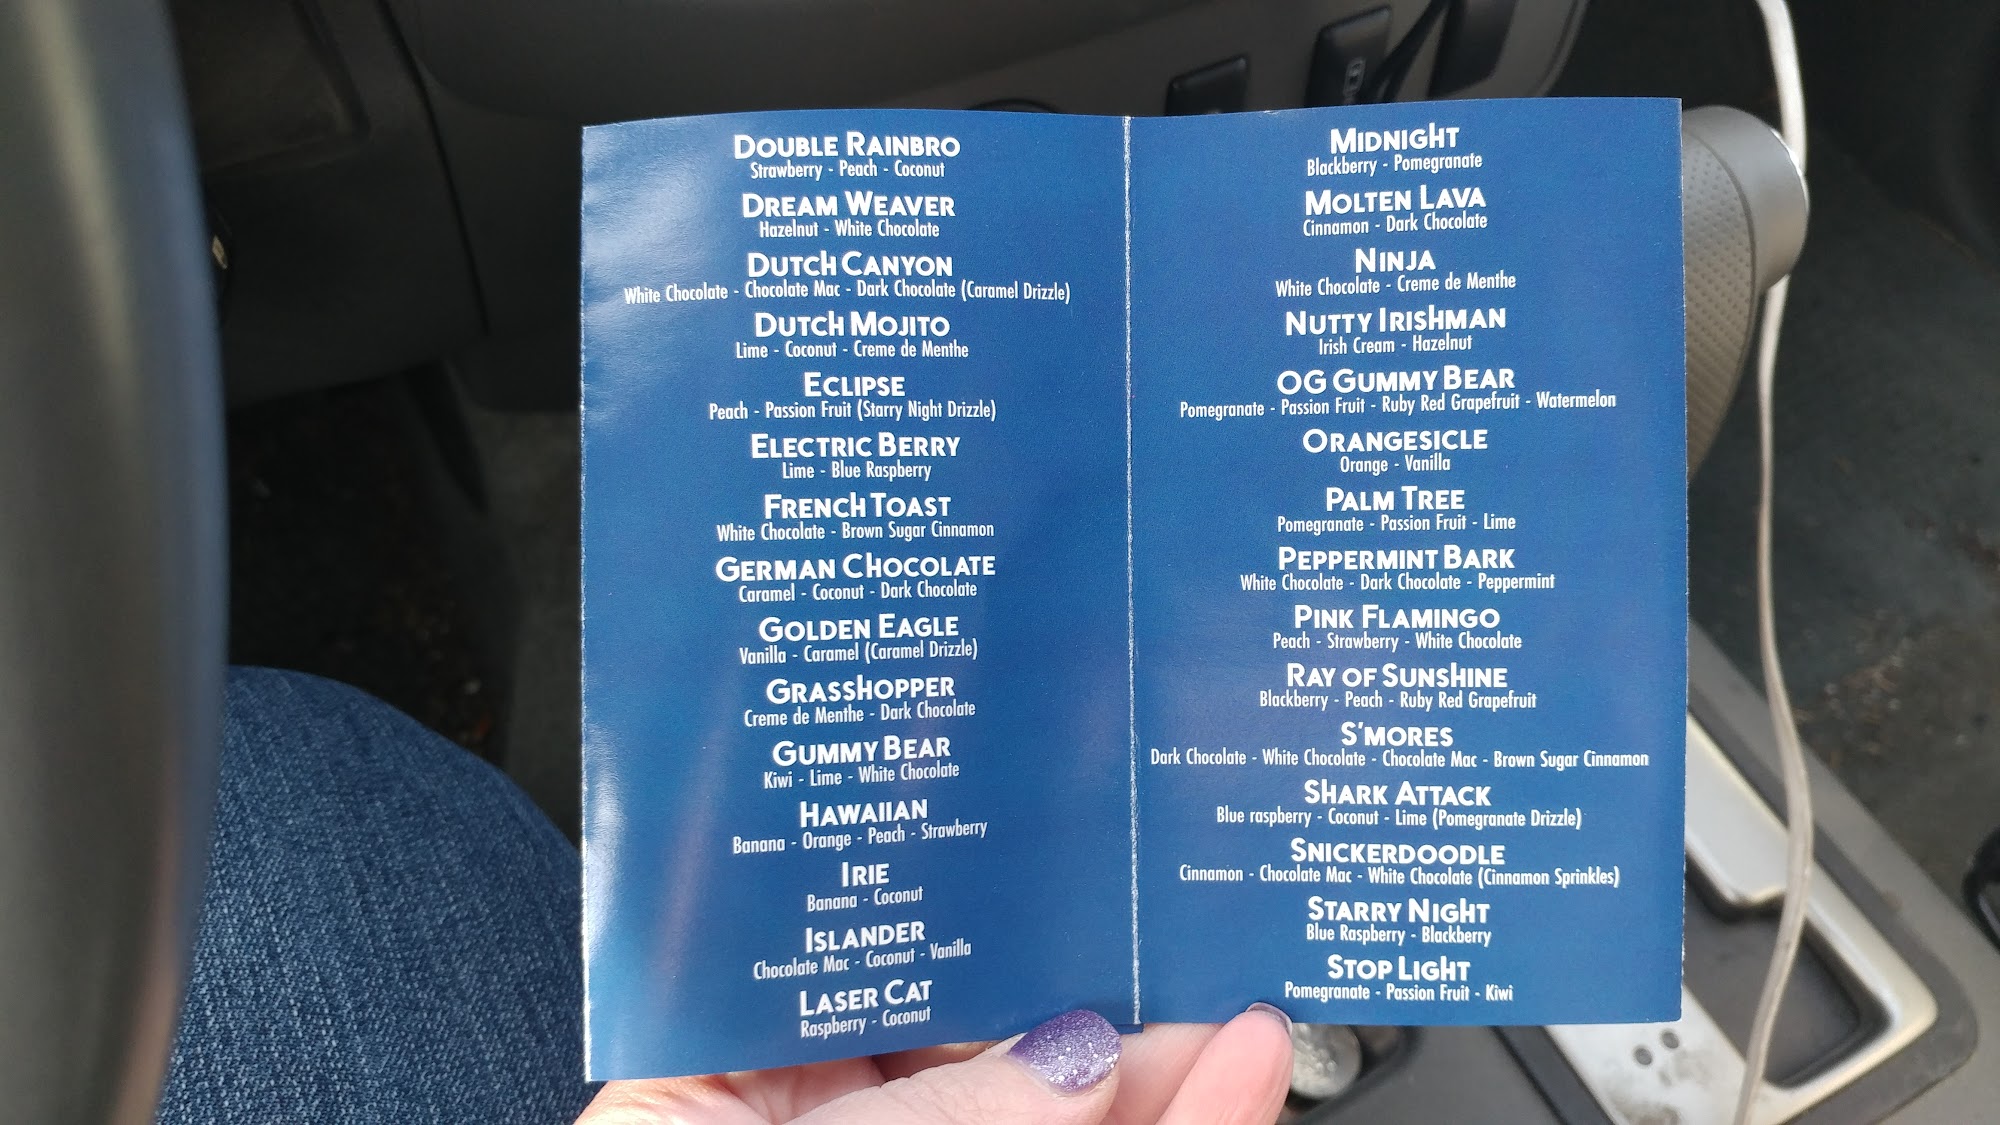 DOUBLE RAINBRO
Strawberry - Peach - Coconut
DREAM WEAVER
Hazelnut - White Chocolate
DUTCH CANYON
White Chocolate - Chocolate Mac - Dark Chocolate (Caramel Drizzle)
DUTCH MOJITO
Lime - Coconut - Creme de Menthe
ECLIPSE
Peach - Passion Fruit (Starry Night Drizzle)
ELECTRIC BERRY
Lime - Blue Raspberry
FRENCH TOAST
White Chocolate - Brown Sugar Cinnamon
GERMAN CHOCOLATE
Caramel - Coconut - Dark Chocolate
GOLDEN EAGLE
Vanilla - Caramel (Caramel Drizzle)
GRASSHOPPER
Creme de Menthe - Dark Chocolate
GUMMY BEAR
Kiwi - Lime - White Chocolate
HAWAIIAN
Banana - Orange - Peach - Strawberry
IRIE
Banana - Coconut
ISLANDER
Chocolate Mac - Coconut - Vanilla
LASER CAT
Raspberry - Coconut
MIDNIGHT
Blackberry - Pomegranate
MOLTEN LAVA
Cinnamon - Dark Chocolate
NINJA
White Chocolate - Creme de Menthe
NUTTY IRISHMAN
Irish Cream - Hazelnut
OG GUMMY BEAR
Pomegranate - Passion Fruit - Ruby Red Grapefruit - Watermelon
ORANGESICLE
Orange - Vanilla
PALM TREE
Pomegranate - Passion Fruit - Lime
PEPPERMINT BARK
White Chocolate - Dark Chocolate - Peppermint
PINK FLAMINGO
Peach - Strawberry - White Chocolate
RAY OF SUNSHINE
Blackberry - Peach - Ruby Red Grapefruit
S'MORES
Dark Chocolate - White Chocolate - Chocolate Mac - Brown Sugar Cinnamon
SHARK ATTACK
Blue raspberry - Coconut - Lime (Pomegranate Drizzle)
SNICKERDOODLE
Cinnamon - Chocolate Mac - White Chocolate (Cinnamon Sprinkles)
STARRY NIGHT
Blue Raspberry - Blackberry
STOP LIGHT
Pomegranate - Passion Fruit - Kiwi